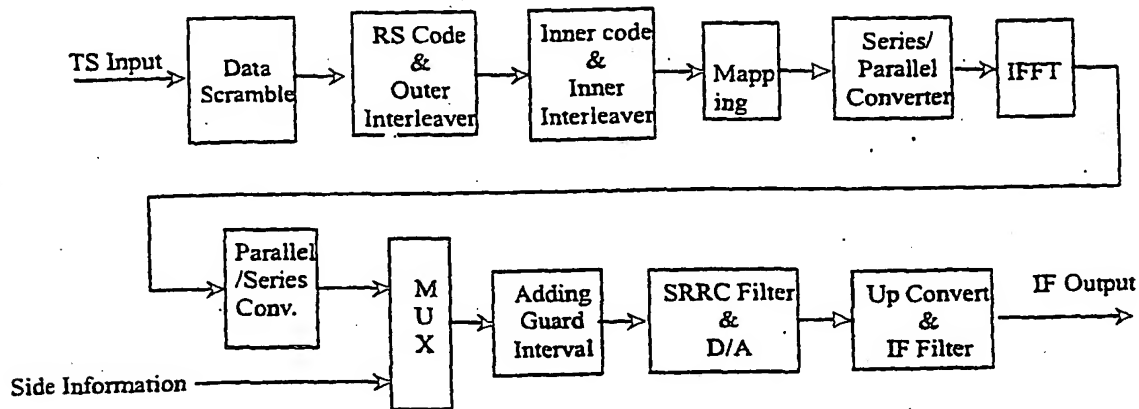 TS Input
Data
Scramble
RS Code
&
Outer
Interleaver
Inner code
&
Inner
Interleaver
Mapp
ing
Series/
Parallel
Converter
IFFT
Parallel
/Series
Conv.
M
U
X
Adding
Guard
Interval
SRRC Filter
&
D/A
Up Convert
&
IF Filter
IF Output
Side Information